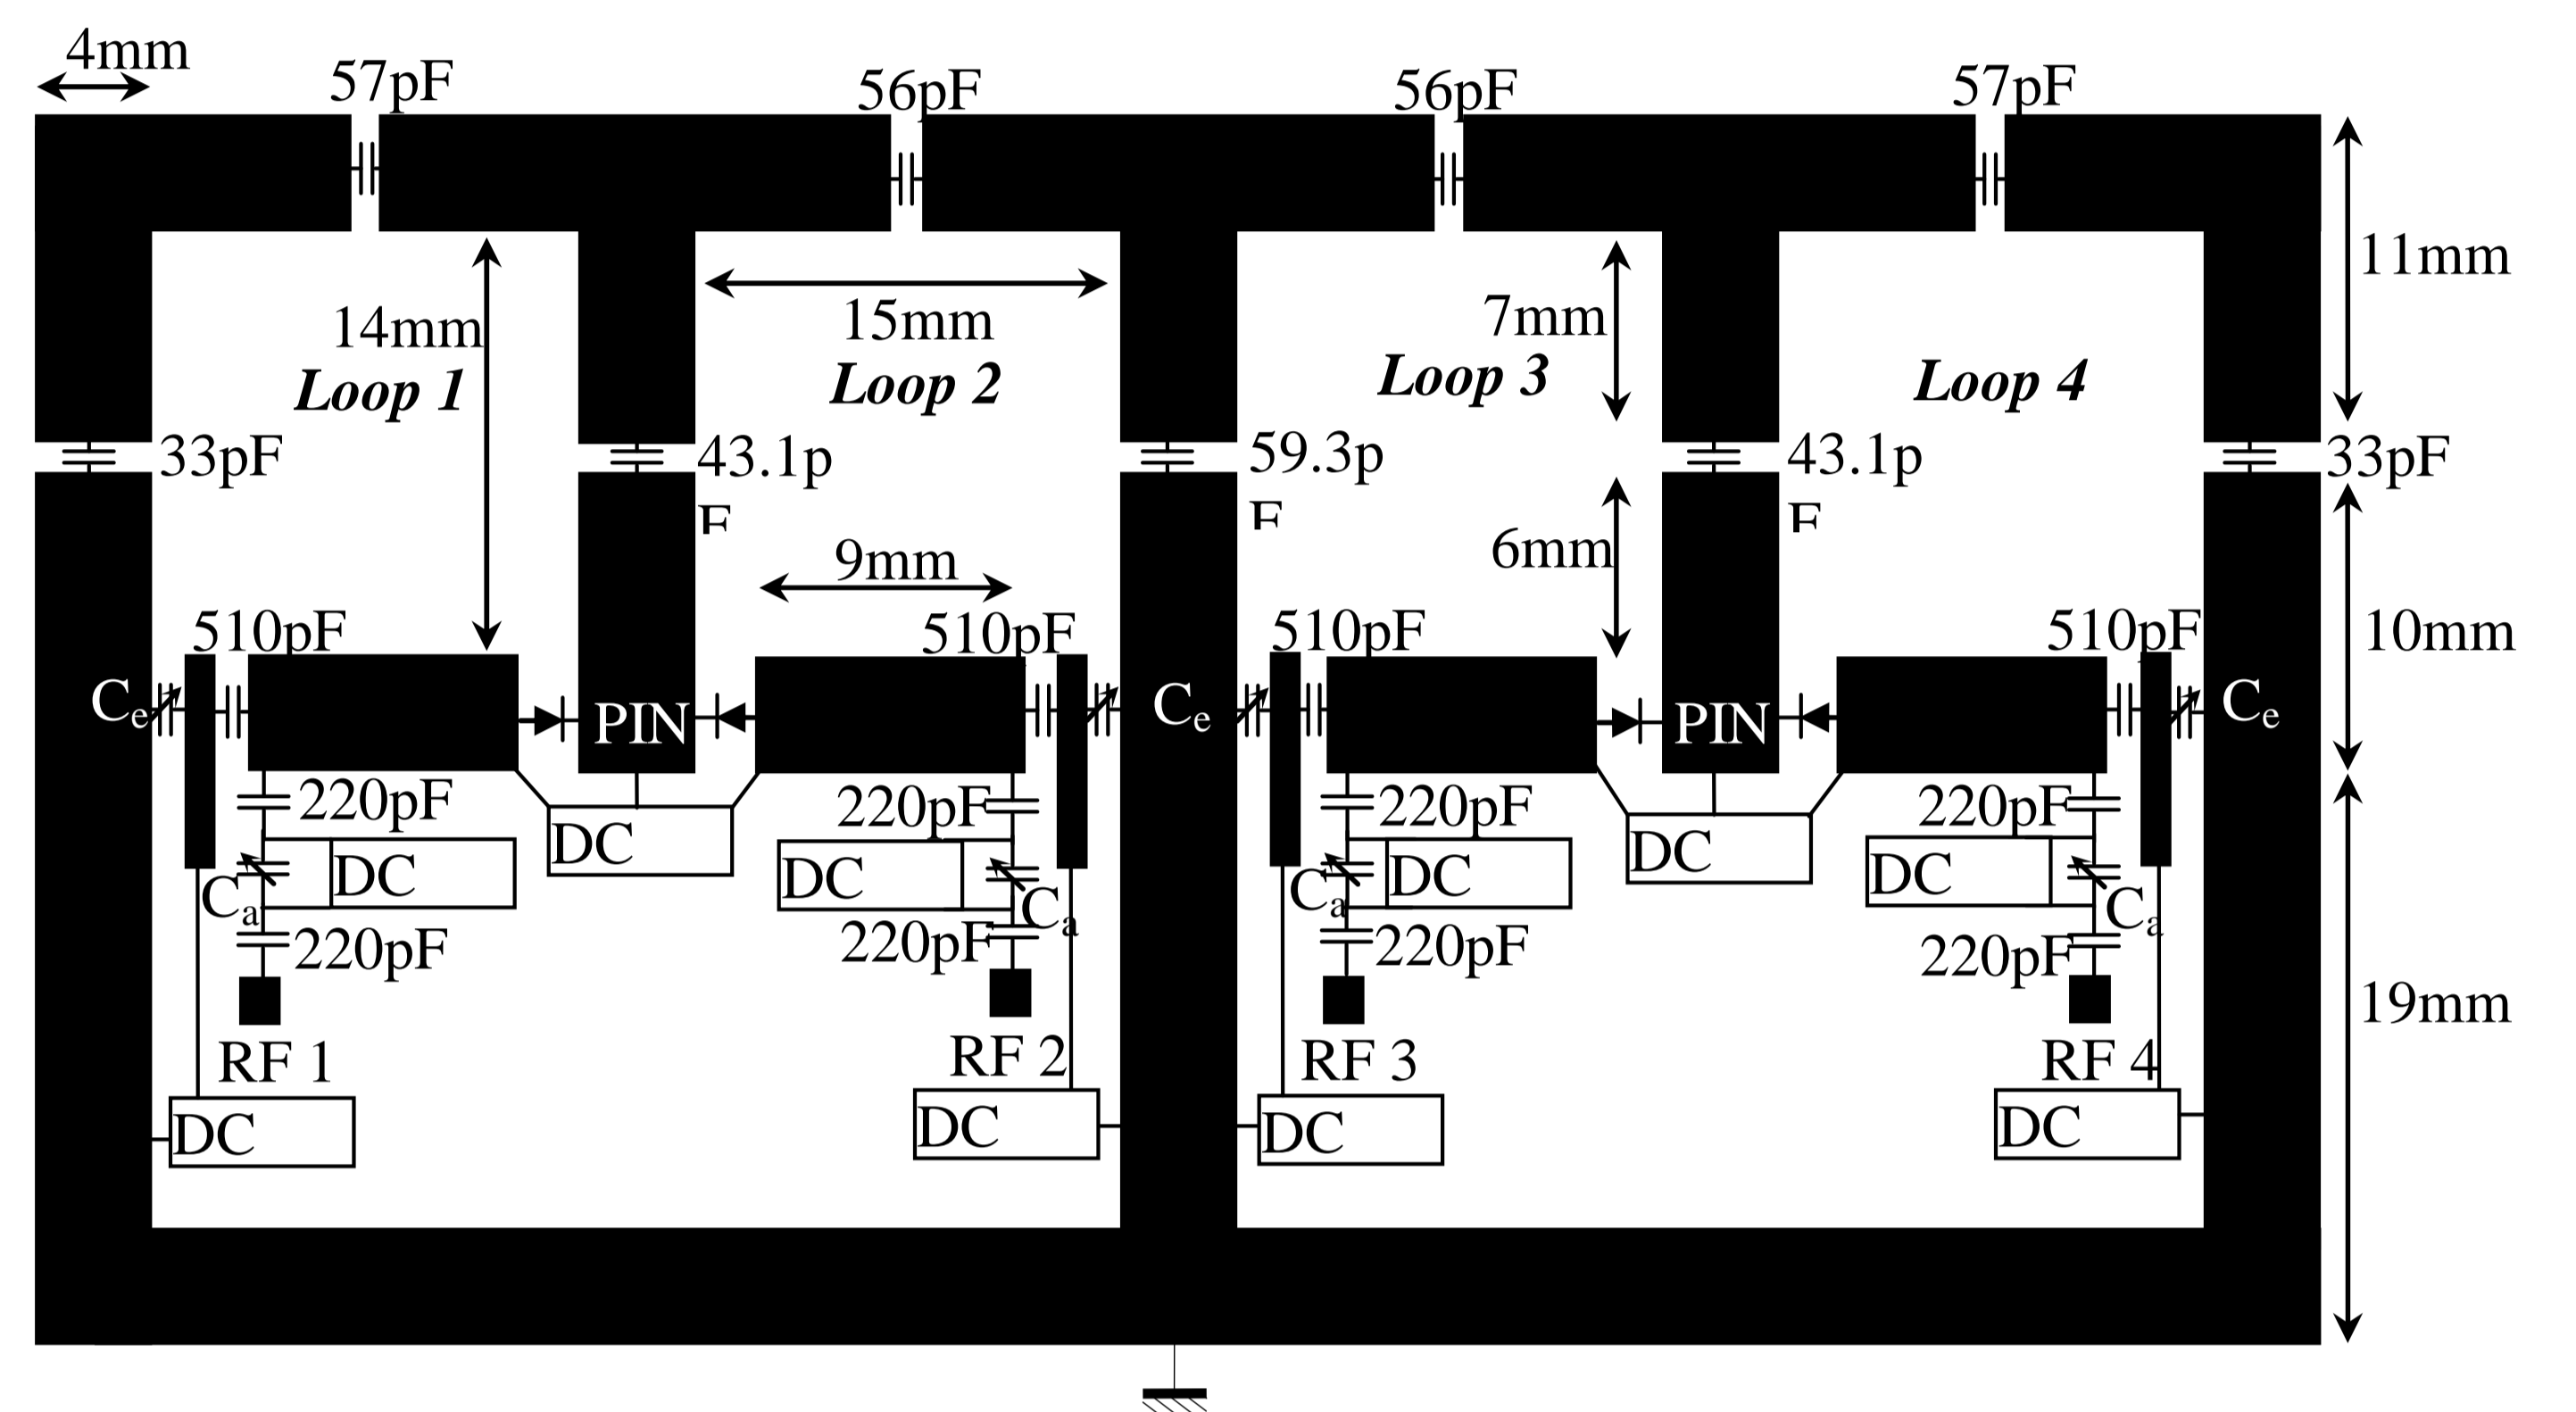 4mm
57pF
56pF
56pF
57pF
11mm
14mm
15mm
7mm
Loop 1
Loop 2
Loop 3
Loop 4
33pF
43.1p
F
59.3p
F
43.1p
F
33pF
9mm
6mm
510pF
510pF
510pF
510pF
10mm
Ce
PIN
Ce
PIN
Ce
220pF
220pF
220pF
220pF
DC
DC
DC
DC
DC
DC
Ca
Ca
Ca
Ca
220pF
220pF
220pF
220pF
19mm
RF 1
RF 2
RF 3
RF 4
DC
DC
DC
DC